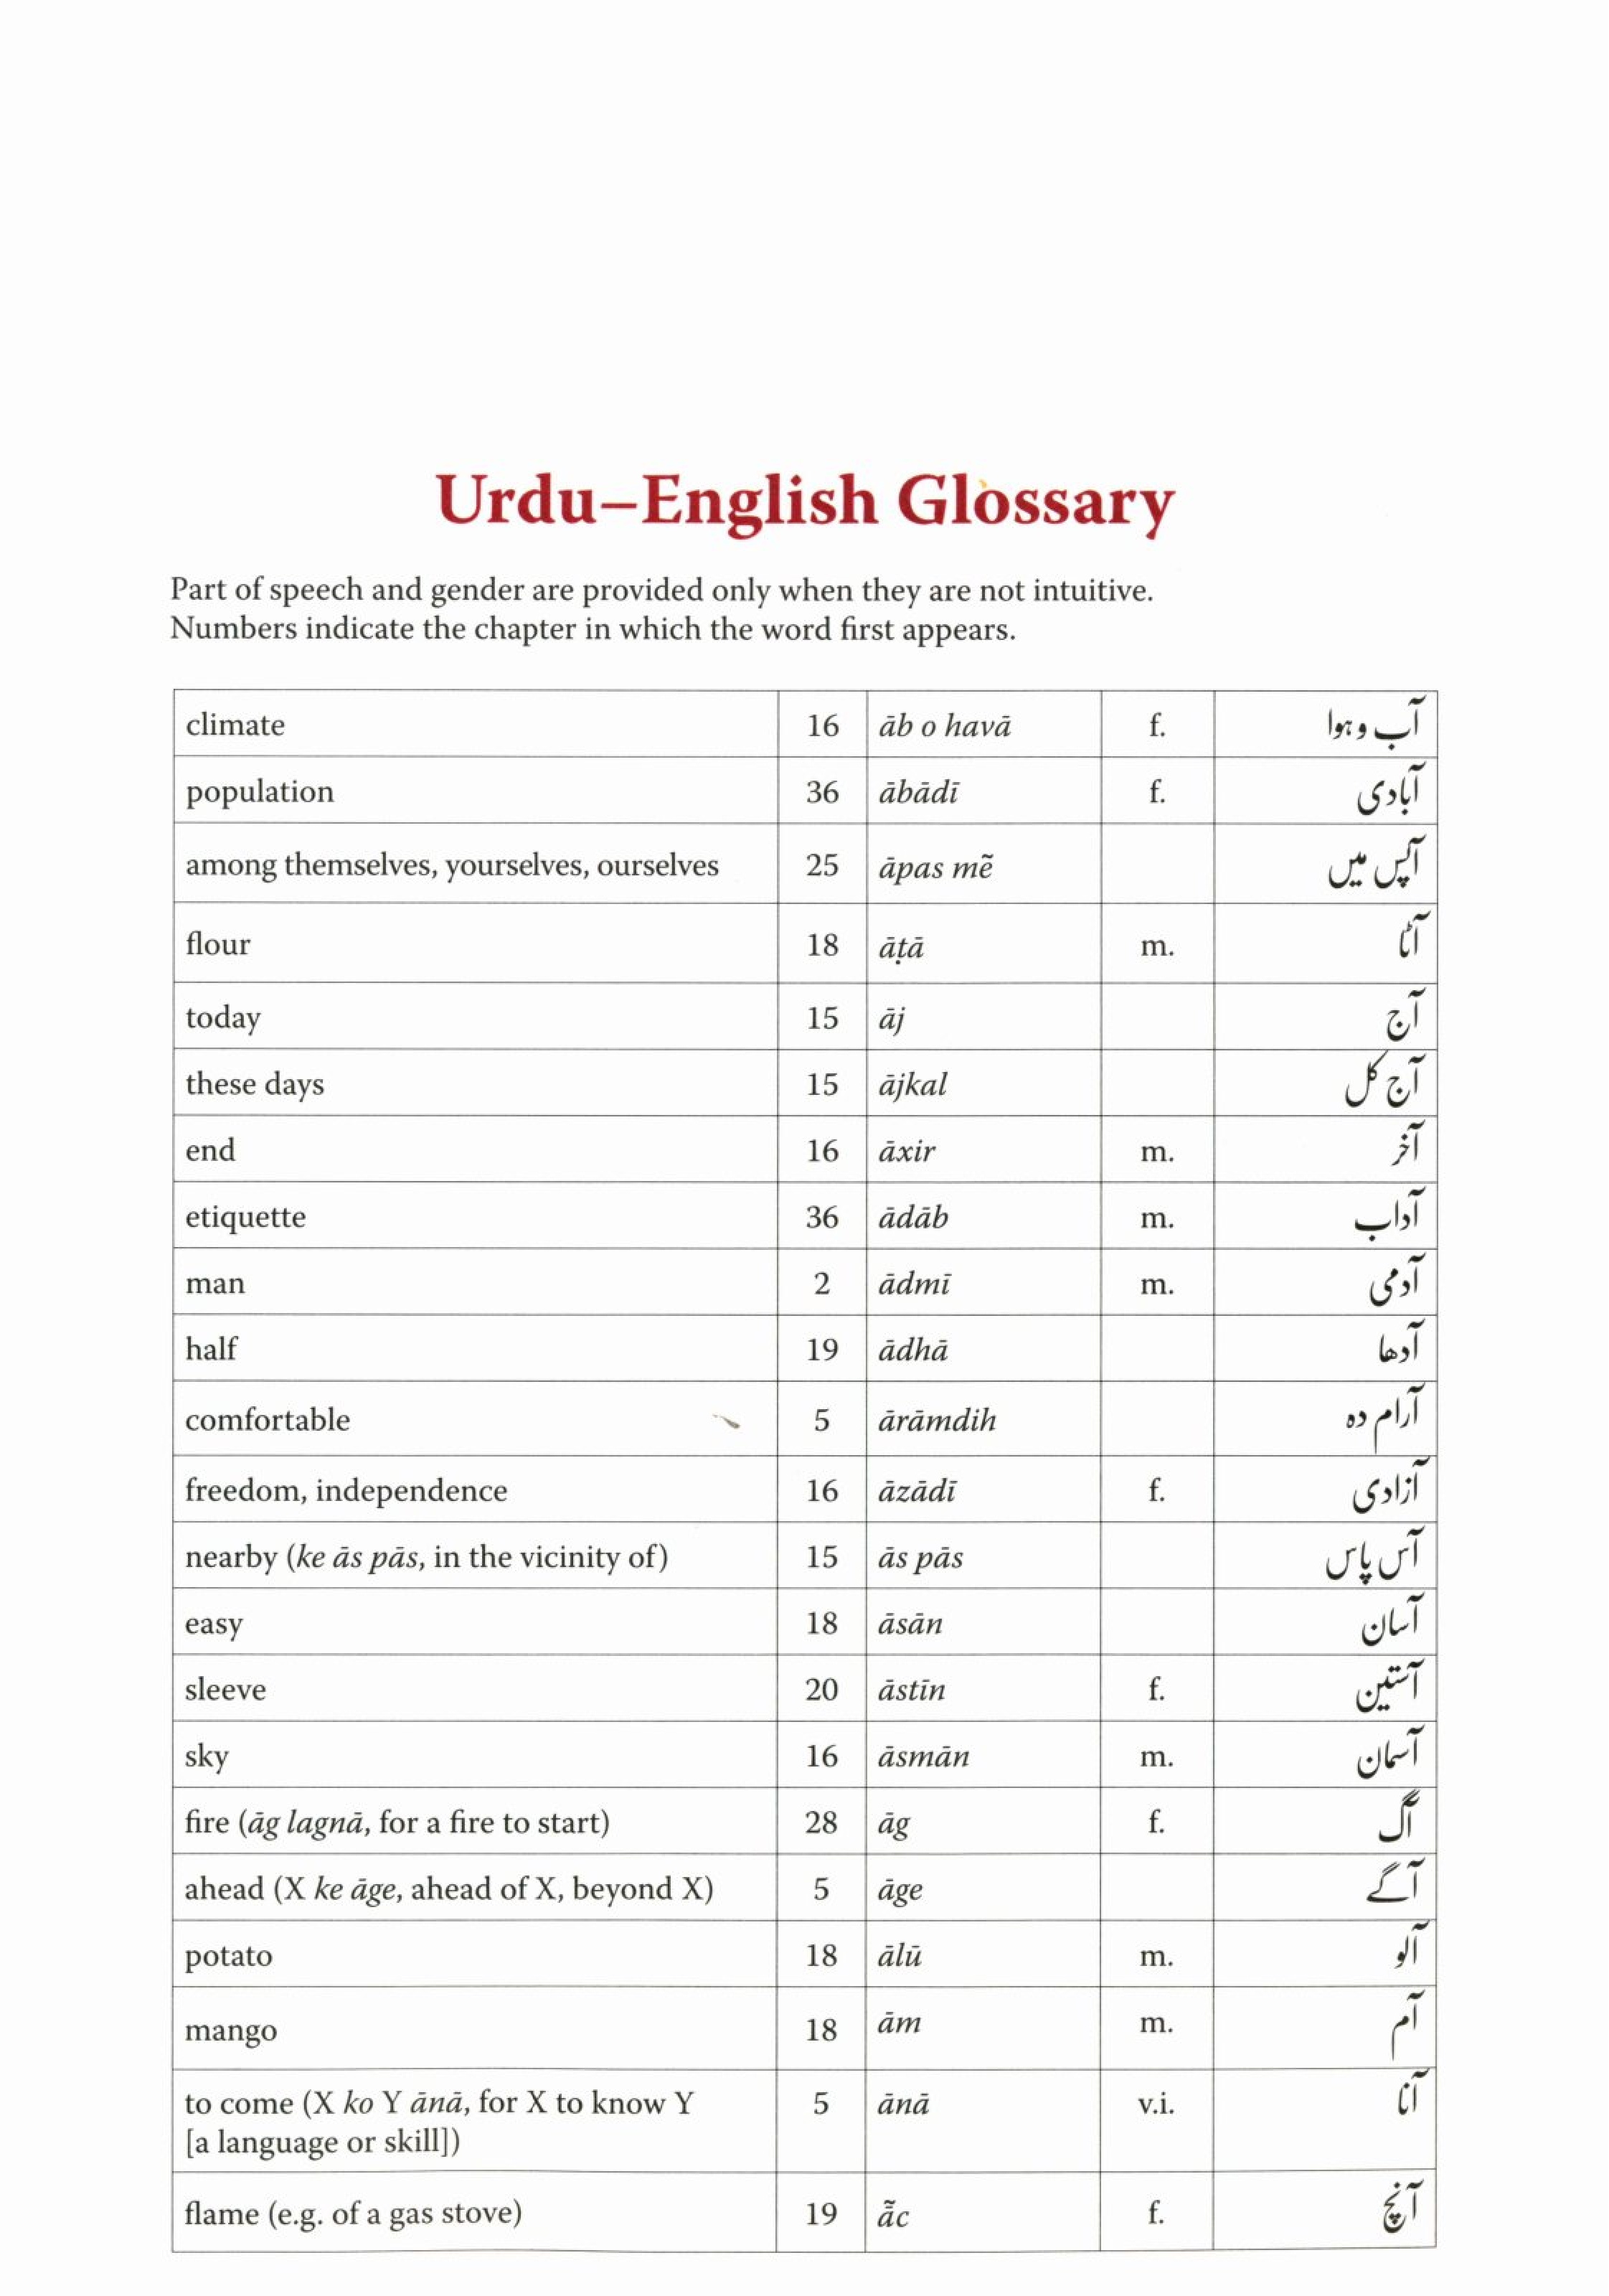 Urdu–English Glossary
Part of speech and gender are provided only when they are not intuitive.
Numbers indicate the chapter in which the word first appears.
climate 16 āb o havā f. آب و ہوا
population 36 ābādī f. آبادی
among themselves, yourselves, ourselves 25 āpas mẽ آپس میں
flour 18 āṭā m. آٹا
today 15 āj آج
these days 15 ājkal آج کل
end 16 āxir m. آخر
etiquette 36 ādāb m. آداب
man 2 ādmī m. آدمی
half 19 ādhā آدھا
comfortable 5 ārāmdih آرام دہ
freedom, independence 16 āzādī f. آزادی
nearby (ke ās pās, in the vicinity of) 15 ās pās آس پاس
easy 18 āsān آسان
sleeve 20 āstīn f. آستین
sky 16 āsmān m. آسمان
fire (āg lagnā, for a fire to start) 28 āg f. آگ
ahead (X ke āge, ahead of X, beyond X) 5 āge آگے
potato 18 ālū m. آلو
mango 18 ām m. آم
to come (X ko Y ānā, for X to know Y 5 ānā v.i. آنا
[a language or skill])
flame (e.g. of a gas stove) 19 ā̃c f. آنچ